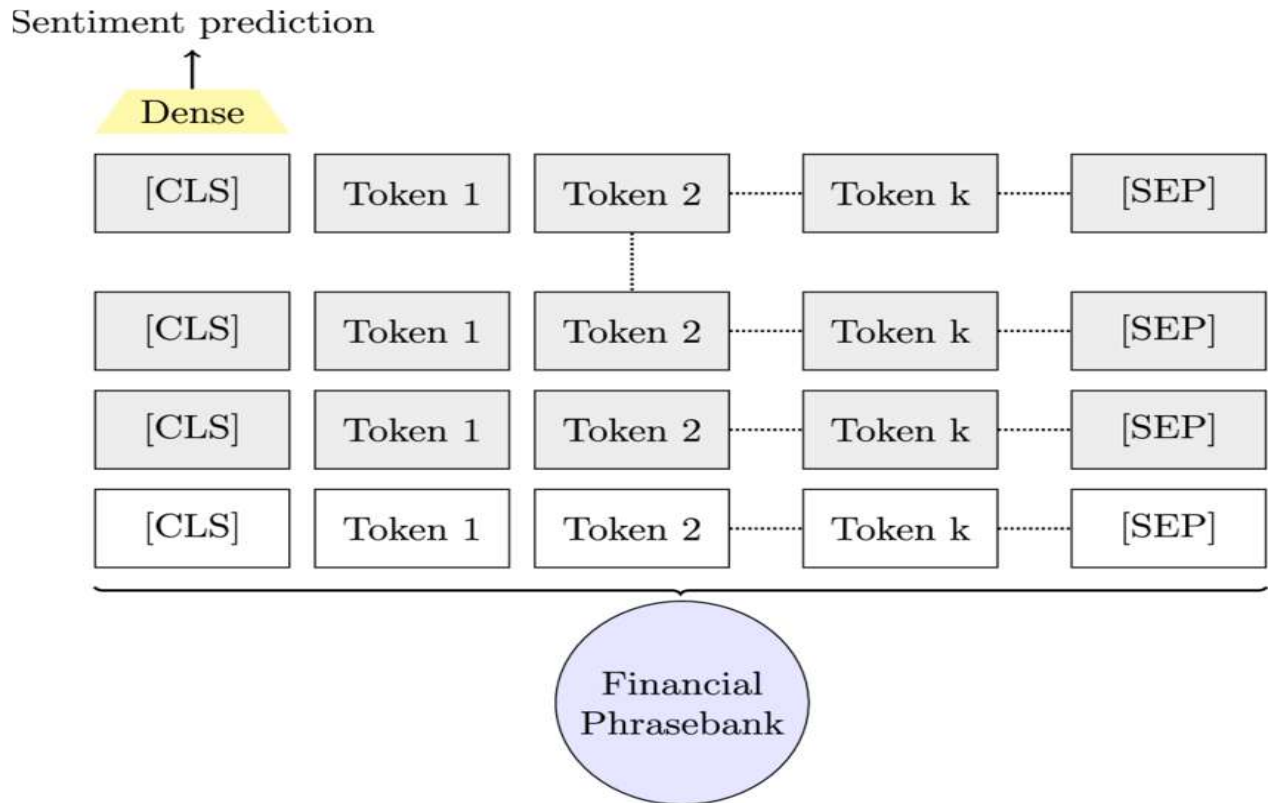 Sentiment prediction
Dense
[CLS] Token 1 Token 2 Token k [SEP]
[CLS] Token 1 Token 2 Token k [SEP]
[CLS] Token 1 Token 2 Token k [SEP]
[CLS] Token 1 Token 2 Token k [SEP]
Financial
Phrasebank